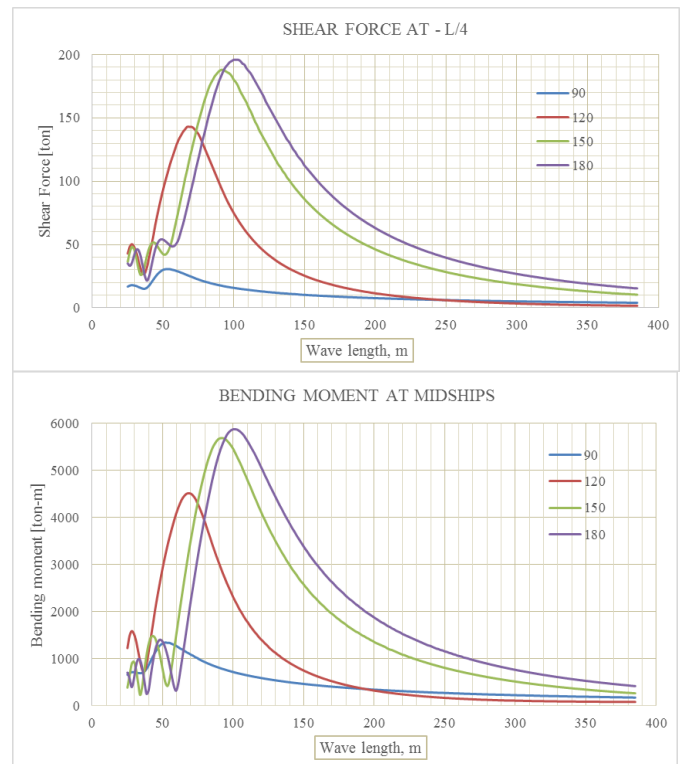 SHEAR FORCE AT - L/4
200
150
100
50
0
Shear Force [ton]
90
120
150
180
0 50 100 150 200 250 300 350 400
Wave length, m
BENDING MOMENT AT MIDSHIPS
6000
5000
4000
3000
2000
1000
0
Bending moment [ton-m]
90
120
150
180
0 50 100 150 200 250 300 350 400
Wave length, m